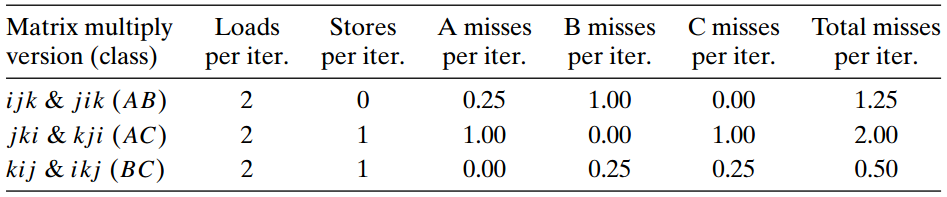 Matrix multiply Loads Stores A misses B misses C misses Total misses
version (class) per iter. per iter. per iter. per iter. per iter. per iter.
ijk & jik (AB) 2 0 0.25 1.00 0.00 1.25
jki & kji (AC) 2 1 1.00 0.00 1.00 2.00
kij & ikj (BC) 2 1 0.00 0.25 0.25 0.50